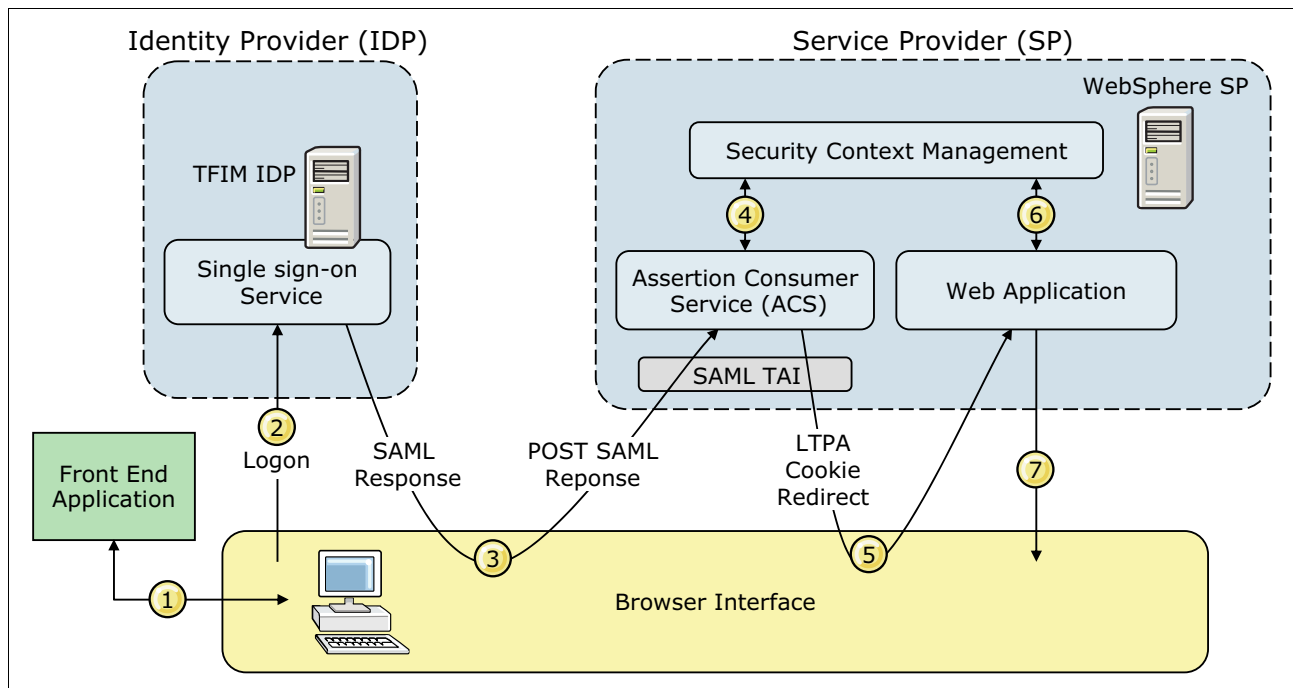 Identity Provider (IDP)
Service Provider (SP)
WebSphere SP
Security Context Management
TFIM IDP
4
6
Single sign-on
Service
Assertion Consumer
Service (ACS)
Web Application
SAML TAI
2
Logon
SAML
Response
POST SAML
Reponse
LTPA
Cookie
Redirect
7
Front End
Application
3
5
1
Browser Interface